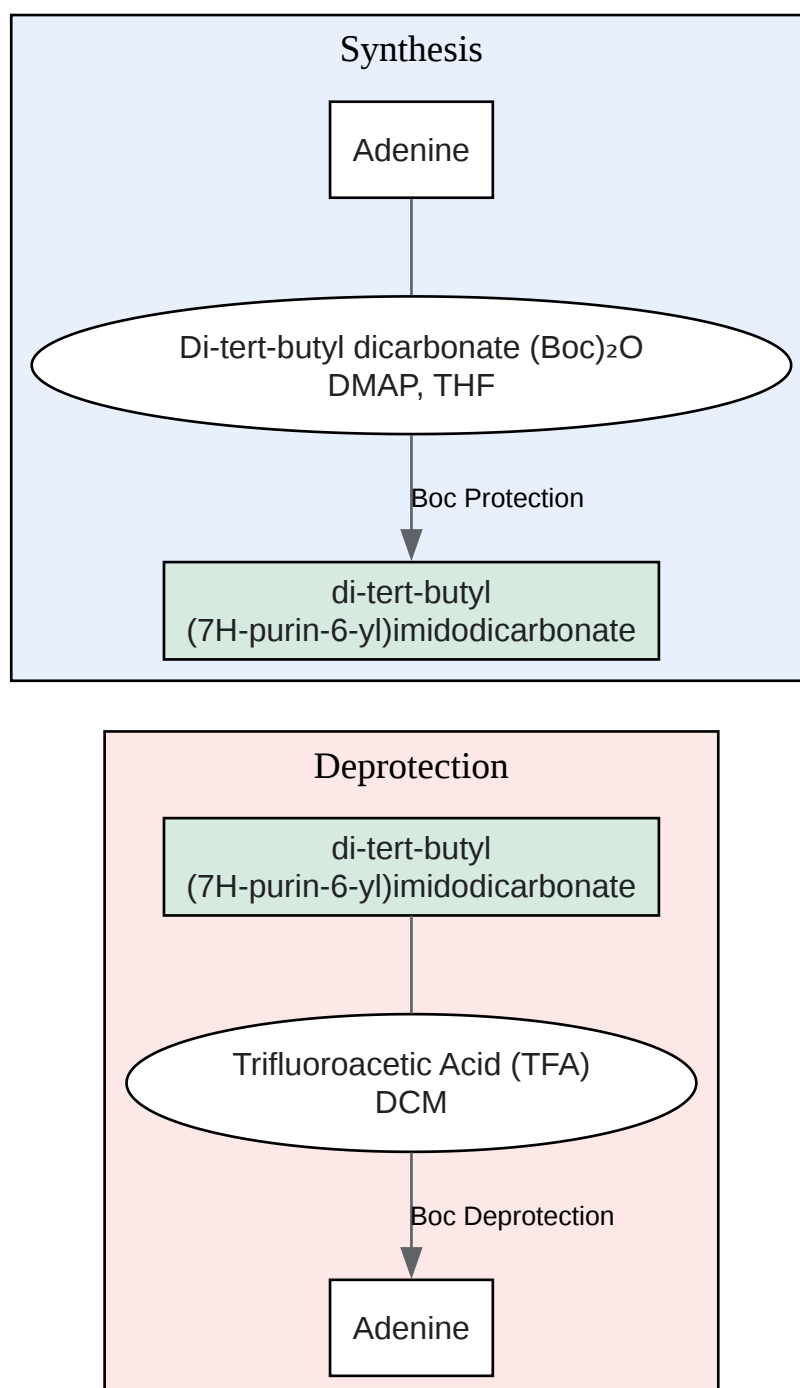 Synthesis
Adenine
Di-tert-butyl dicarbonate (Boc)₂O
DMAP, THF
Boc Protection
di-tert-butyl
(7H-purin-6-yl)imidodicarbonate
Deprotection
di-tert-butyl
(7H-purin-6-yl)imidodicarbonate
Trifluoroacetic Acid (TFA)
DCM
Boc Deprotection
Adenine